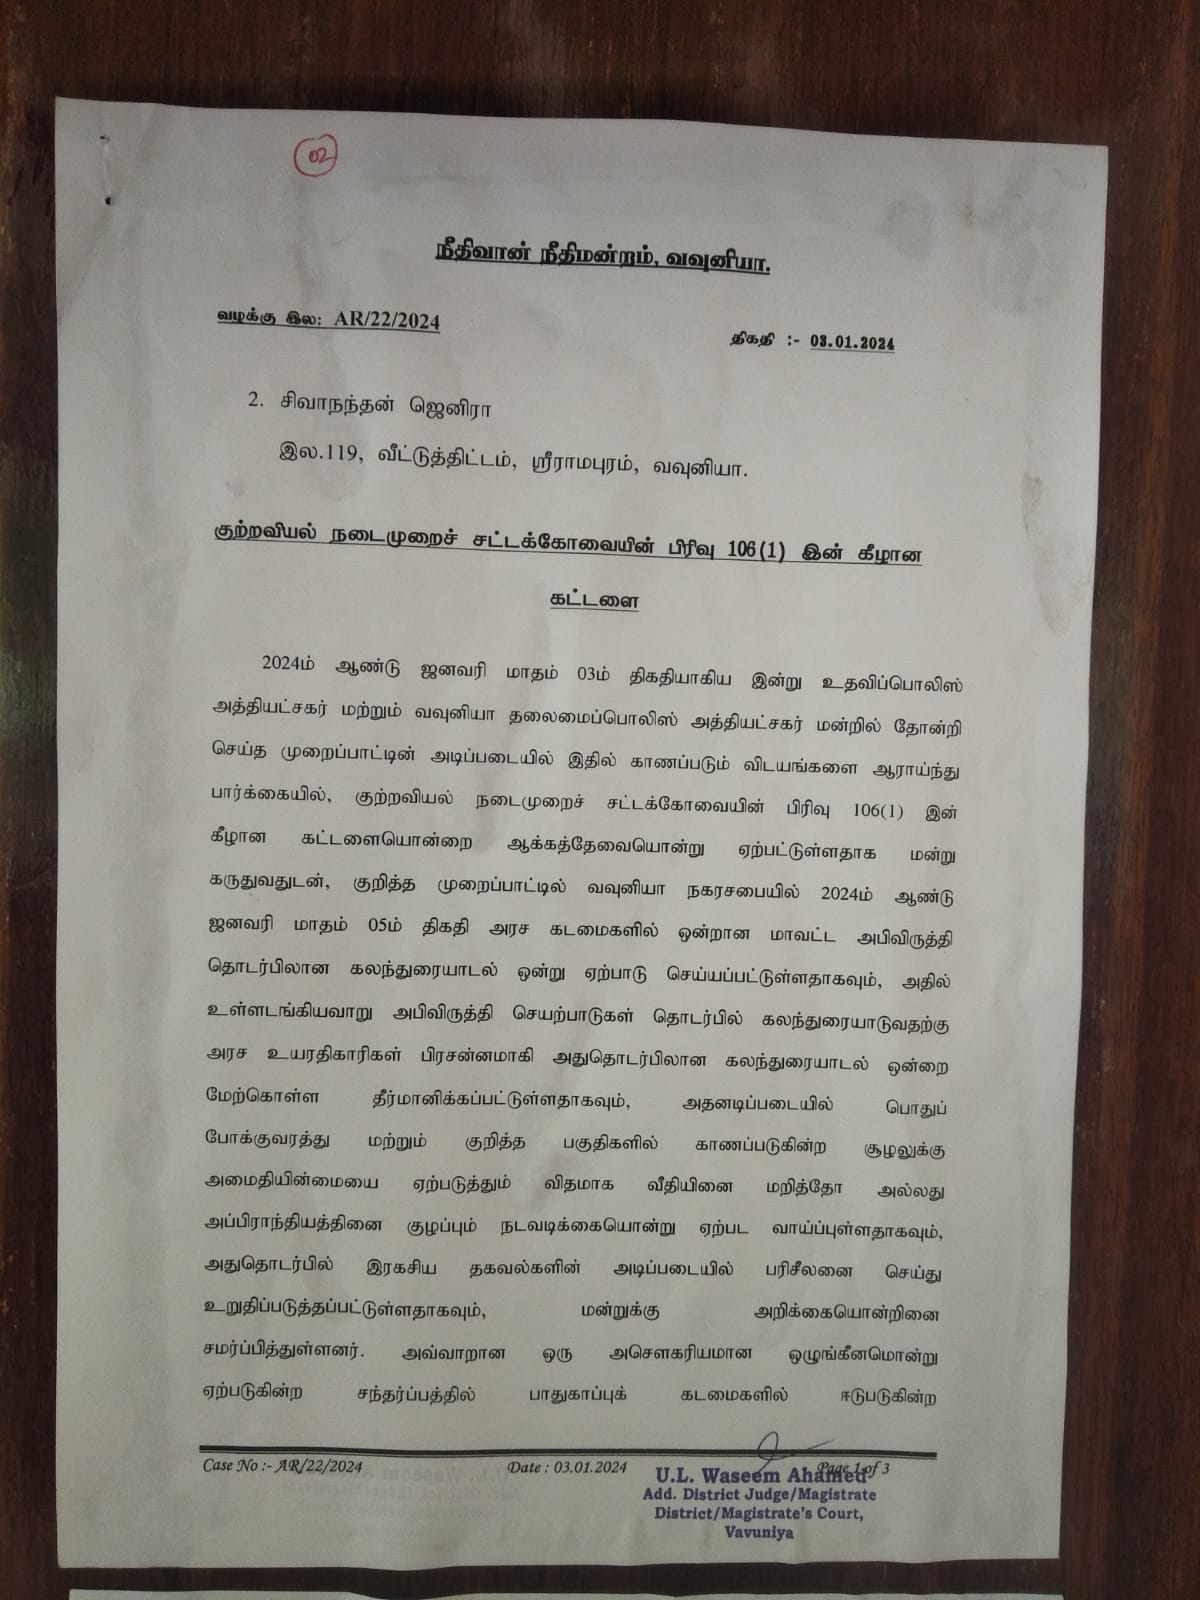 02
நீதிவான் நீதிமன்றம், வவுனியா.
வழக்கு இல: AR/22/2024
திகதி :- 03.01.2024
2. சிவாநந்தன் ஜெனிரா
இல.119, வீட்டுத்திட்டம், ஸ்ரீராமபுரம், வவுனியா.
குற்றவியல் நடைமுறைச் சட்டக்கோவையின் பிரிவு 106(1) இன் கீழான
கட்டளை
2024ம் ஆண்டு ஜனவரி மாதம் 03ம் திகதியாகிய இன்று உதவிப்பொலிஸ்
அத்தியட்சகர் மற்றும் வவுனியா தலைமைப்பொலிஸ் அத்தியட்சகர் மன்றில் தோன்றி
செய்த முறைப்பாட்டின் அடிப்படையில் இதில் காணப்படும் விடயங்களை ஆராய்ந்து
பார்க்கையில், குற்றவியல் நடைமுறைச் சட்டக்கோவையின் பிரிவு 106(1) இன்
கீழான கட்டளையொன்றை ஆக்கத்தேவையொன்று ஏற்பட்டுள்ளதாக மன்று
கருதுவதுடன், குறித்த முறைப்பாட்டில் வவுனியா நகரசபையில் 2024ம் ஆண்டு
ஜனவரி மாதம் 05ம் திகதி அரச கடமைகளில் ஒன்றான மாவட்ட அபிவிருத்தி
தொடர்பிலான கலந்துரையாடல் ஒன்று ஏற்பாடு செய்யப்பட்டுள்ளதாகவும், அதில்
உள்ளடங்கியவாறு அபிவிருத்தி செயற்பாடுகள் தொடர்பில் கலந்துரையாடுவதற்கு
அரச உயரதிகாரிகள் பிரசன்னமாகி அதுதொடர்பிலான கலந்துரையாடல் ஒன்றை
மேற்கொள்ள தீர்மானிக்கப்பட்டுள்ளதாகவும், அதனடிப்படையில் பொதுப்
போக்குவரத்து மற்றும் குறித்த பகுதிகளில் காணப்படுகின்ற சூழலுக்கு
அமைதியின்மையை ஏற்படுத்தும் விதமாக வீதியினை மறித்தோ அல்லது
அப்பிராந்தியத்தினை குழப்பும் நடவடிக்கையொன்று ஏற்பட வாய்ப்புள்ளதாகவும்,
அதுதொடர்பில் இரகசிய தகவல்களின் அடிப்படையில் பரிசீலனை செய்து
உறுதிப்படுத்தப்பட்டுள்ளதாகவும், மன்றுக்கு அறிக்கையொன்றினை
சமர்ப்பித்துள்ளனர். அவ்வாறான ஒரு அசௌகரியமான ஒழுங்கீனமொன்று
ஏற்படுகின்ற சந்தர்ப்பத்தில் பாதுகாப்புக் கடமைகளில் ஈடுபடுகின்ற
Case No :- AR/22/2024 Date : 03.01.2024 Page 1 of 3
U.L. Waseem Ahamed
Add. District Judge/Magistrate
District/Magistrate's Court,
Vavuniya